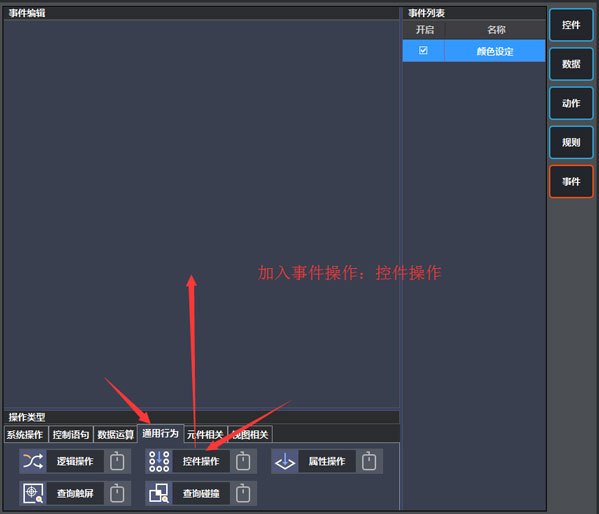 事件编辑
事件列表
开启 名称
颜色设定
控件
数据
动作
规则
事件
加入事件操作：控件操作
操作类型
系统操作 控制语句 数据运算 通用行为 元件相关 视图相关
逻辑操作 控件操作 属性操作
查询触屏 查询碰撞